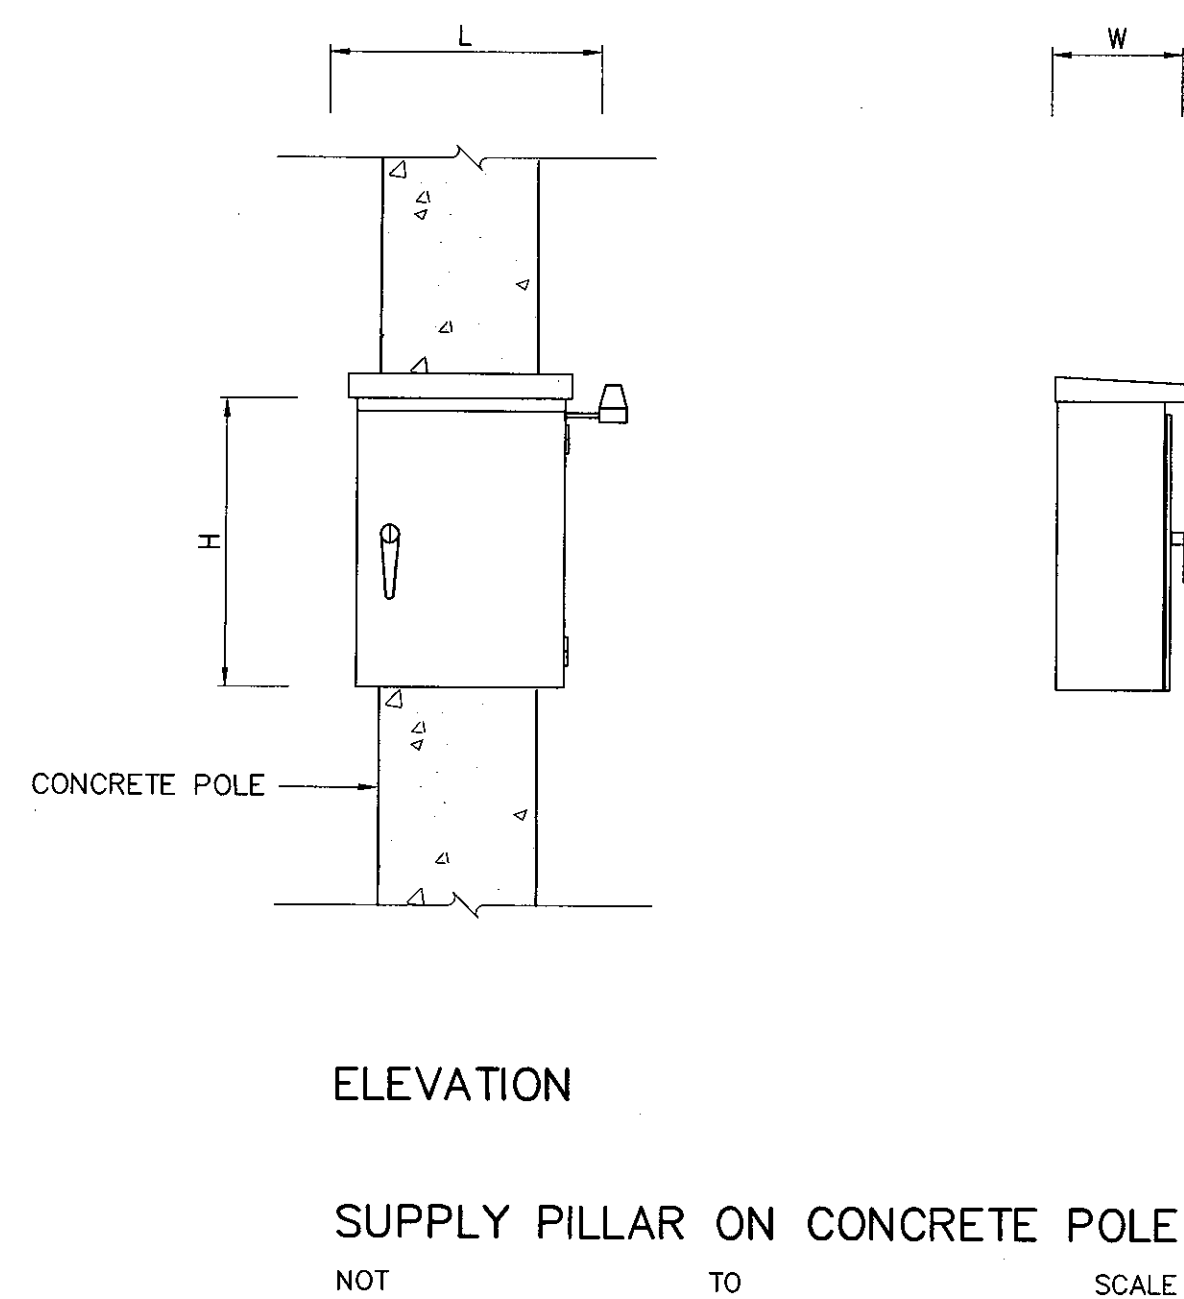 L
W
H
CONCRETE POLE
ELEVATION
SUPPLY PILLAR ON CONCRETE POLE
NOT TO SCALE